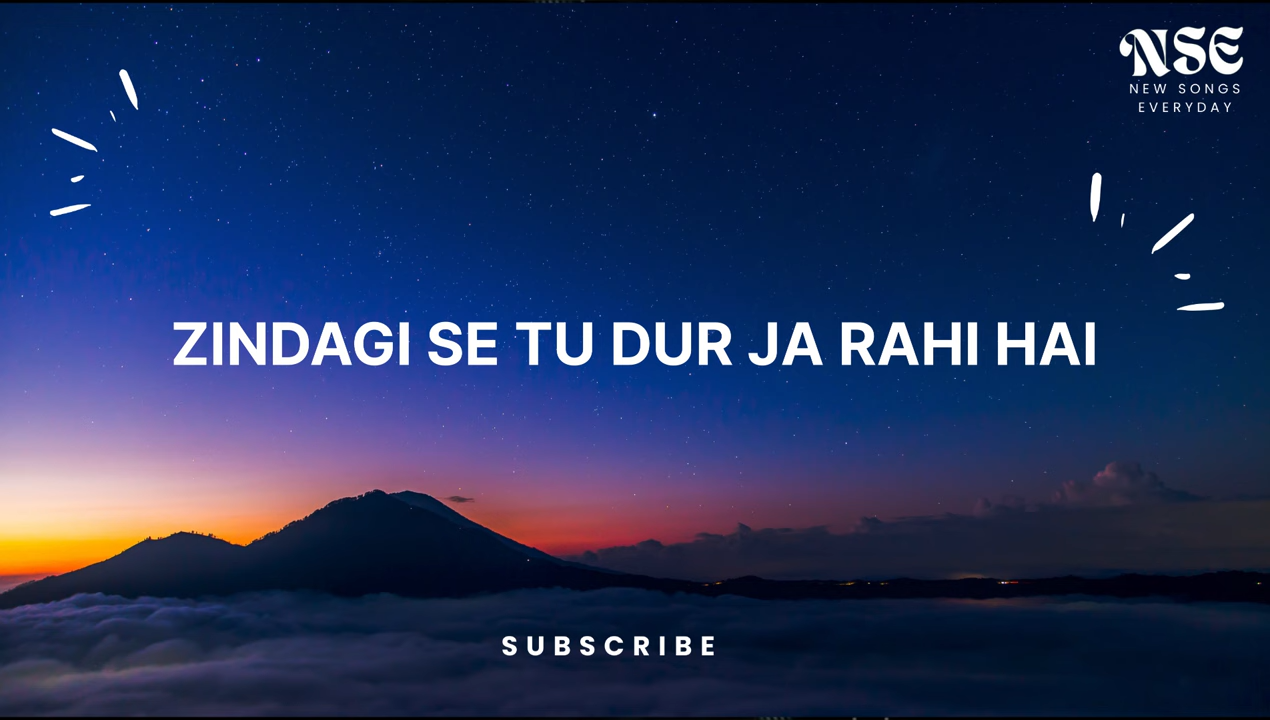 NSE
NEW SONGS
EVERYDAY
ZINDAGI SE TU DUR JA RAHI HAI
SUBSCRIBE